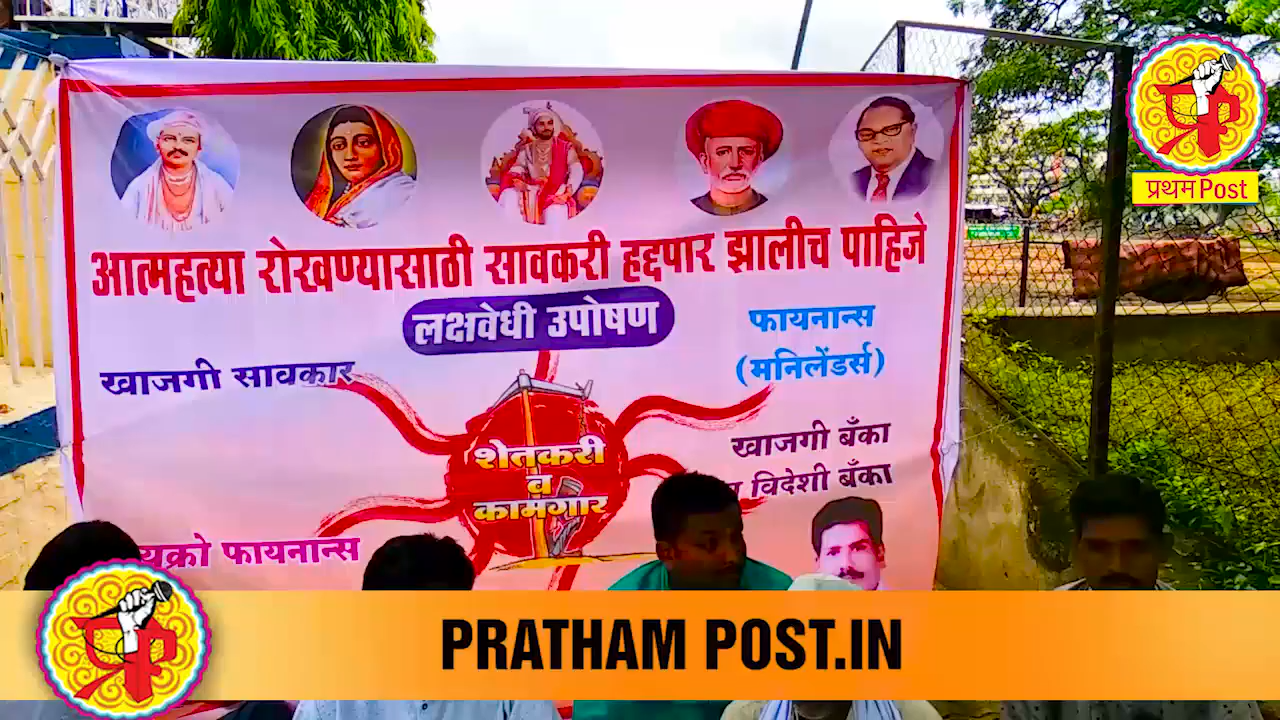 प्रथम Post
आत्महत्या रोखण्यासाठी सावकारी हद्दपार झालीच पाहिजे
लक्षवेधी उपोषण
फायनान्स
(मनिलेंडर्स)
खाजगी सावकार
शेतकरी
व
कामगार
खाजगी बँका
विदेशी बँका
फायनान्स
PRATHAM POST.IN